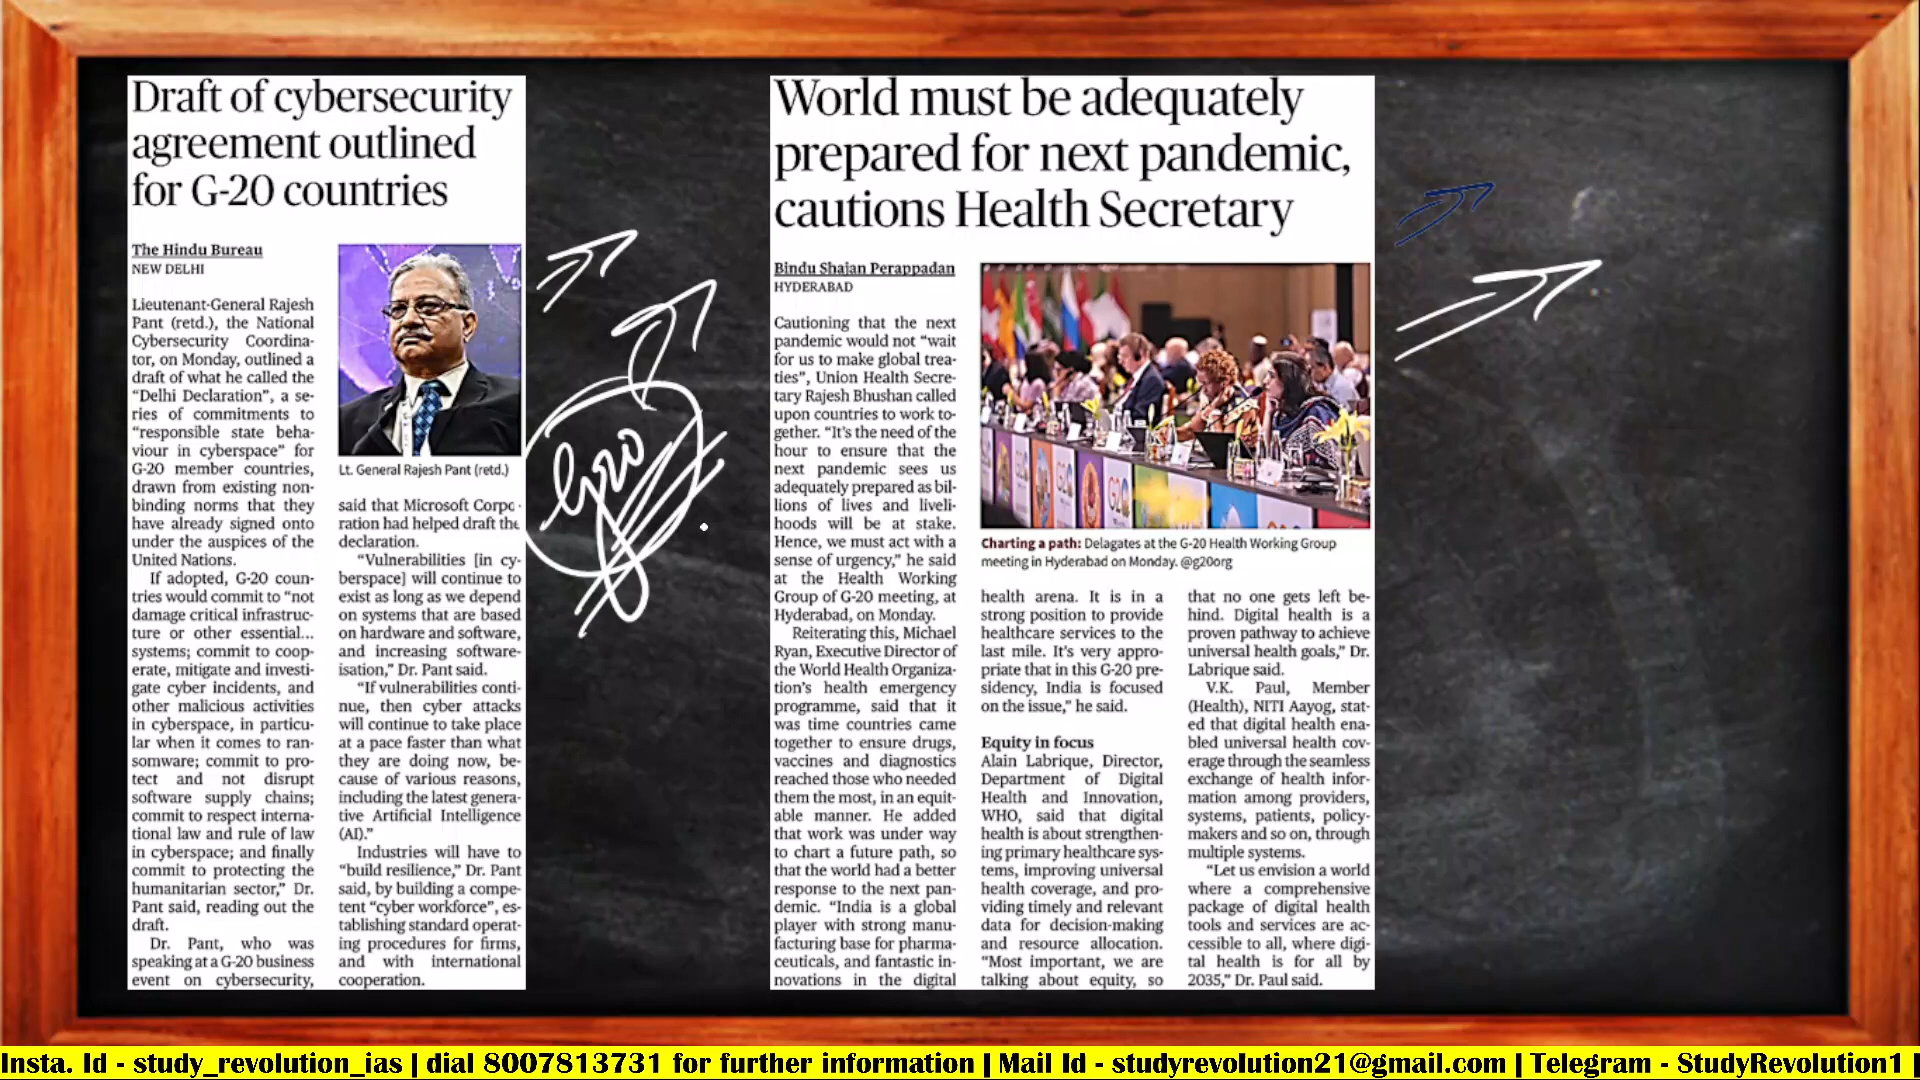 Draft of cybersecurity
agreement outlined
for G-20 countries
The Hindu Bureau
NEW DELHI
Lieutenant-General Rajesh
Pant (retd.), the National
Cybersecurity Coordina-
tor, on Monday, outlined a
draft of what he called the
“Delhi Declaration”, a se-
ries of commitments to
“responsible state beha-
viour in cyberspace” for
G-20 member countries,
drawn from existing non-
binding norms that they
have already signed onto
under the auspices of the
United Nations.
If adopted, G-20 coun-
tries would commit to “not
damage critical infrastruc-
ture or other essential...
systems; commit to coop-
erate, mitigate and investi-
gate cyber incidents, and
other malicious activities
in cyberspace, in particu-
lar when it comes to ran-
somware; commit to pro-
tect and not disrupt
software supply chains;
commit to respect interna-
tional law and rule of law
in cyberspace; and finally
commit to protecting the
humanitarian sector,” Dr.
Pant said, reading out the
draft.
Dr. Pant, who was
speaking at a G-20 business
event on cybersecurity,
Lt. General Rajesh Pant (retd.)
said that Microsoft Corpo-
ration had helped draft the
declaration.
“Vulnerabilities [in cy-
berspace] will continue to
exist as long as we depend
on systems that are based
on hardware and software,
and increasing software-
isation,” Dr. Pant said.
“If vulnerabilities conti-
nue, then cyber attacks
will continue to take place
at a pace faster than what
they are doing now, be-
cause of various reasons,
including the latest genera-
tive Artificial Intelligence
(AI).”
Industries will have to
“build resilience,” Dr. Pant
said, by building a compe-
tent “cyber workforce”, es-
tablishing standard operat-
ing procedures for firms,
and with international
cooperation.
G20
World must be adequately
prepared for next pandemic,
cautions Health Secretary
Bindu Shajan Perappadan
HYDERABAD
Cautioning that the next
pandemic would not “wait
for us to make global trea-
ties”, Union Health Secre-
tary Rajesh Bhushan called
upon countries to work to-
gether. “It’s the need of the
hour to ensure that the
next pandemic sees us
adequately prepared as bil-
lions of lives and liveli-
hoods will be at stake.
Hence, we must act with a
sense of urgency,” he said
at the Health Working
Group of G-20 meeting, at
Hyderabad, on Monday.
Reiterating this, Michael
Ryan, Executive Director of
the World Health Organiza-
tion’s health emergency
programme, said that it
was time countries came
together to ensure drugs,
vaccines and diagnostics
reached those who needed
them the most, in an equit-
able manner. He added
that work was under way
to chart a future path, so
that the world had a better
response to the next pan-
demic. “India is a global
player with strong manu-
facturing base for pharma-
ceuticals, and fantastic in-
novations in the digital
G20
G20
Charting a path: Delagates at the G-20 Health Working Group
meeting in Hyderabad on Monday. @g20org
health arena. It is in a
strong position to provide
healthcare services to the
last mile. It’s very appro-
priate that in this G-20 pre-
sidency, India is focused
on the issue,” he said.
Equity in focus
Alain Labrique, Director,
Department of Digital
Health and Innovation,
WHO, said that digital
health is about strengthen-
ing primary healthcare sys-
tems, improving universal
health coverage, and pro-
viding timely and relevant
data for decision-making
and resource allocation.
“Most important, we are
talking about equity, so
that no one gets left be-
hind. Digital health is a
proven pathway to achieve
universal health goals,” Dr.
Labrique said.
V.K. Paul, Member
(Health), NITI Aayog, stat-
ed that digital health ena-
bled universal health cov-
erage through the seamless
exchange of health infor-
mation among providers,
systems, patients, policy-
makers and so on, through
multiple systems.
“Let us envision a world
where a comprehensive
package of digital health
tools and services are ac-
cessible to all, where digi-
tal health is for all by
2035,” Dr. Paul said.
Insta. Id - study_revolution_ias | dial 8007813731 for further information | Mail Id - studyrevolution21@gmail.com | Telegram - StudyRevolution1 |